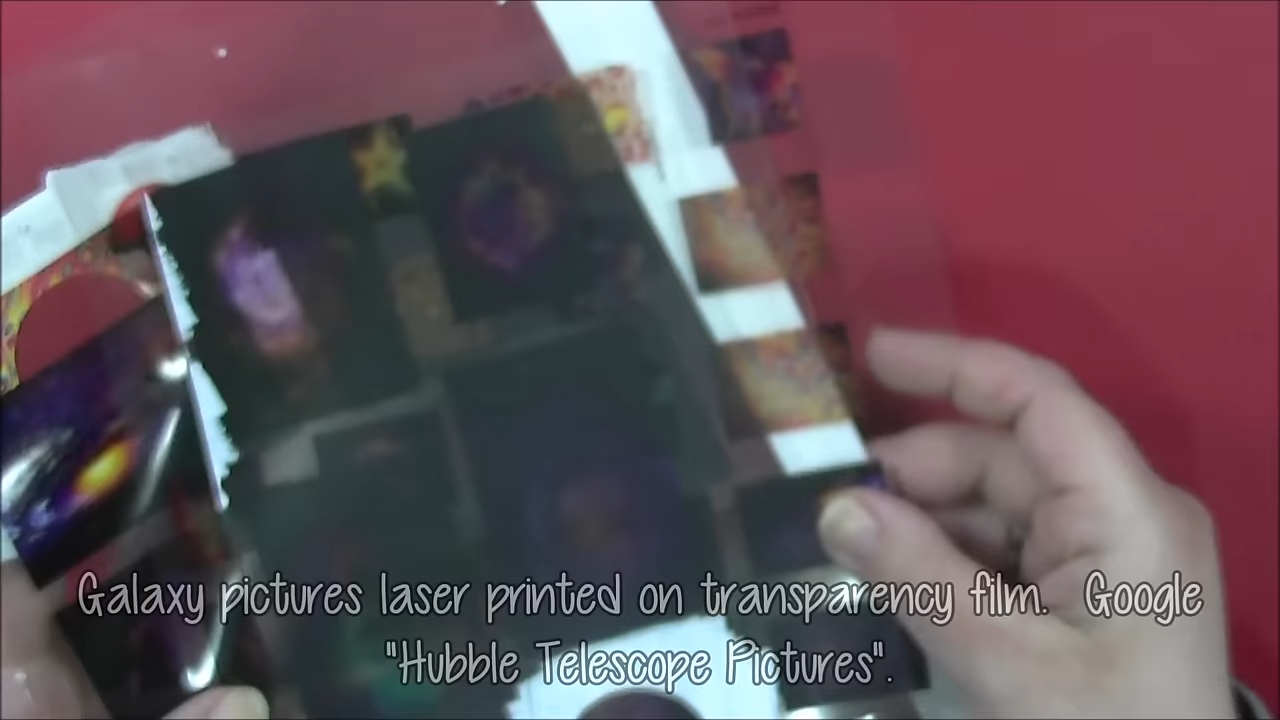 Galaxy pictures laser printed on transparency film. Google
"Hubble Telescope Pictures".